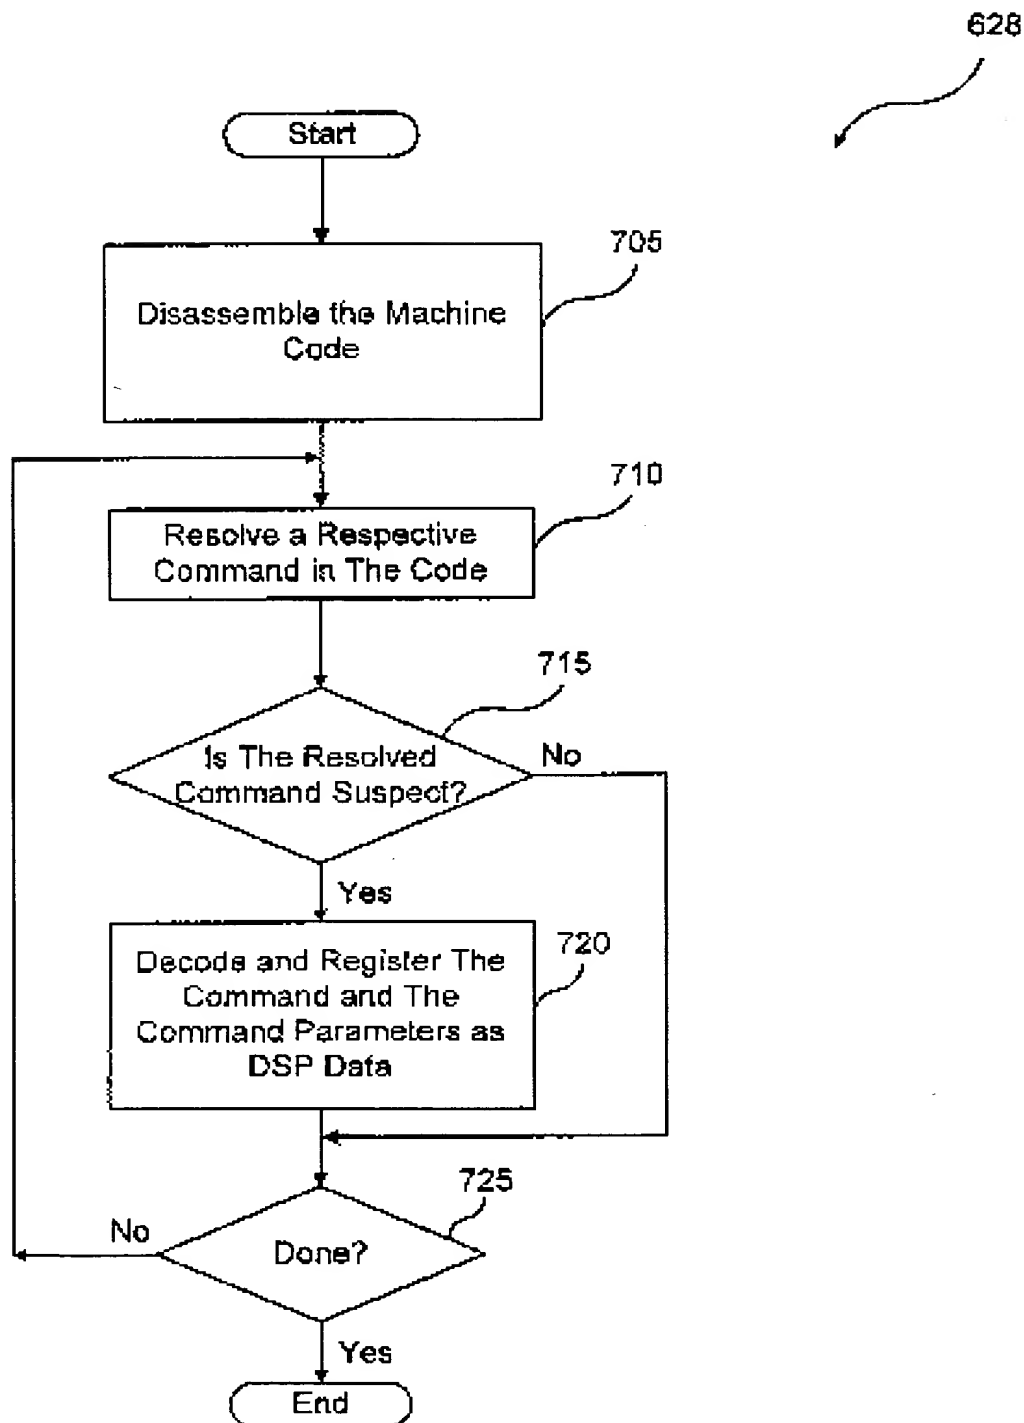 628
Start
705
Disassemble the Machine
Code
710
Resolve a Respective
Command in The Code
715
Is The Resolved
Command Suspect?
No
Yes
720
Decode and Register The
Command and The
Command Parameters as
DSP Data
725
No
Done?
Yes
End